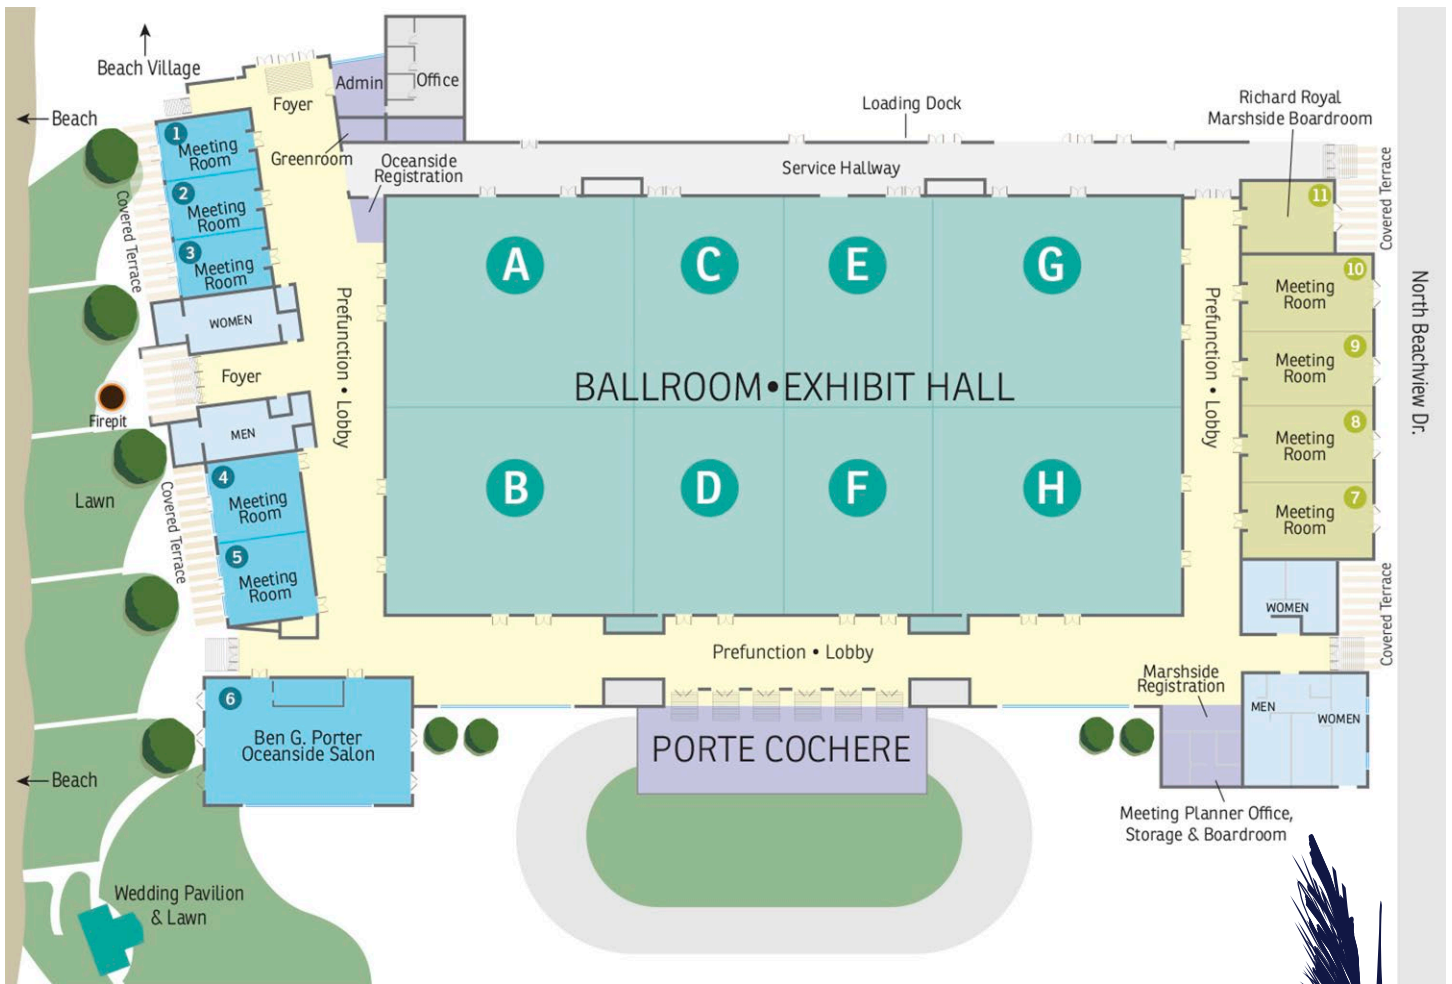 Beach Village
Beach
Foyer
Admin
Office
Greenroom
Oceanside
Registration
Loading Dock
Service Hallway
Richard Royal
Marshside Boardroom
Covered Terrace
1
Meeting
Room
2
Meeting
Room
3
Meeting
Room
Covered Terrace
WOMEN
Foyer
Firepit
MEN
Lawn
4
Meeting
Room
5
Meeting
Room
Covered Terrace
Prefunction • Lobby
A
C
E
G
BALLROOM•EXHIBIT HALL
B
D
F
H
Prefunction • Lobby
11
10
Meeting
Room
9
Meeting
Room
8
Meeting
Room
7
Meeting
Room
North Beachview Dr.
WOMEN
Covered Terrace
Prefunction • Lobby
Marshside
Registration
MEN
WOMEN
6
Ben G. Porter
Oceanside Salon
PORTE COCHERE
Beach
Meeting Planner Office,
Storage & Boardroom
Wedding Pavilion
& Lawn